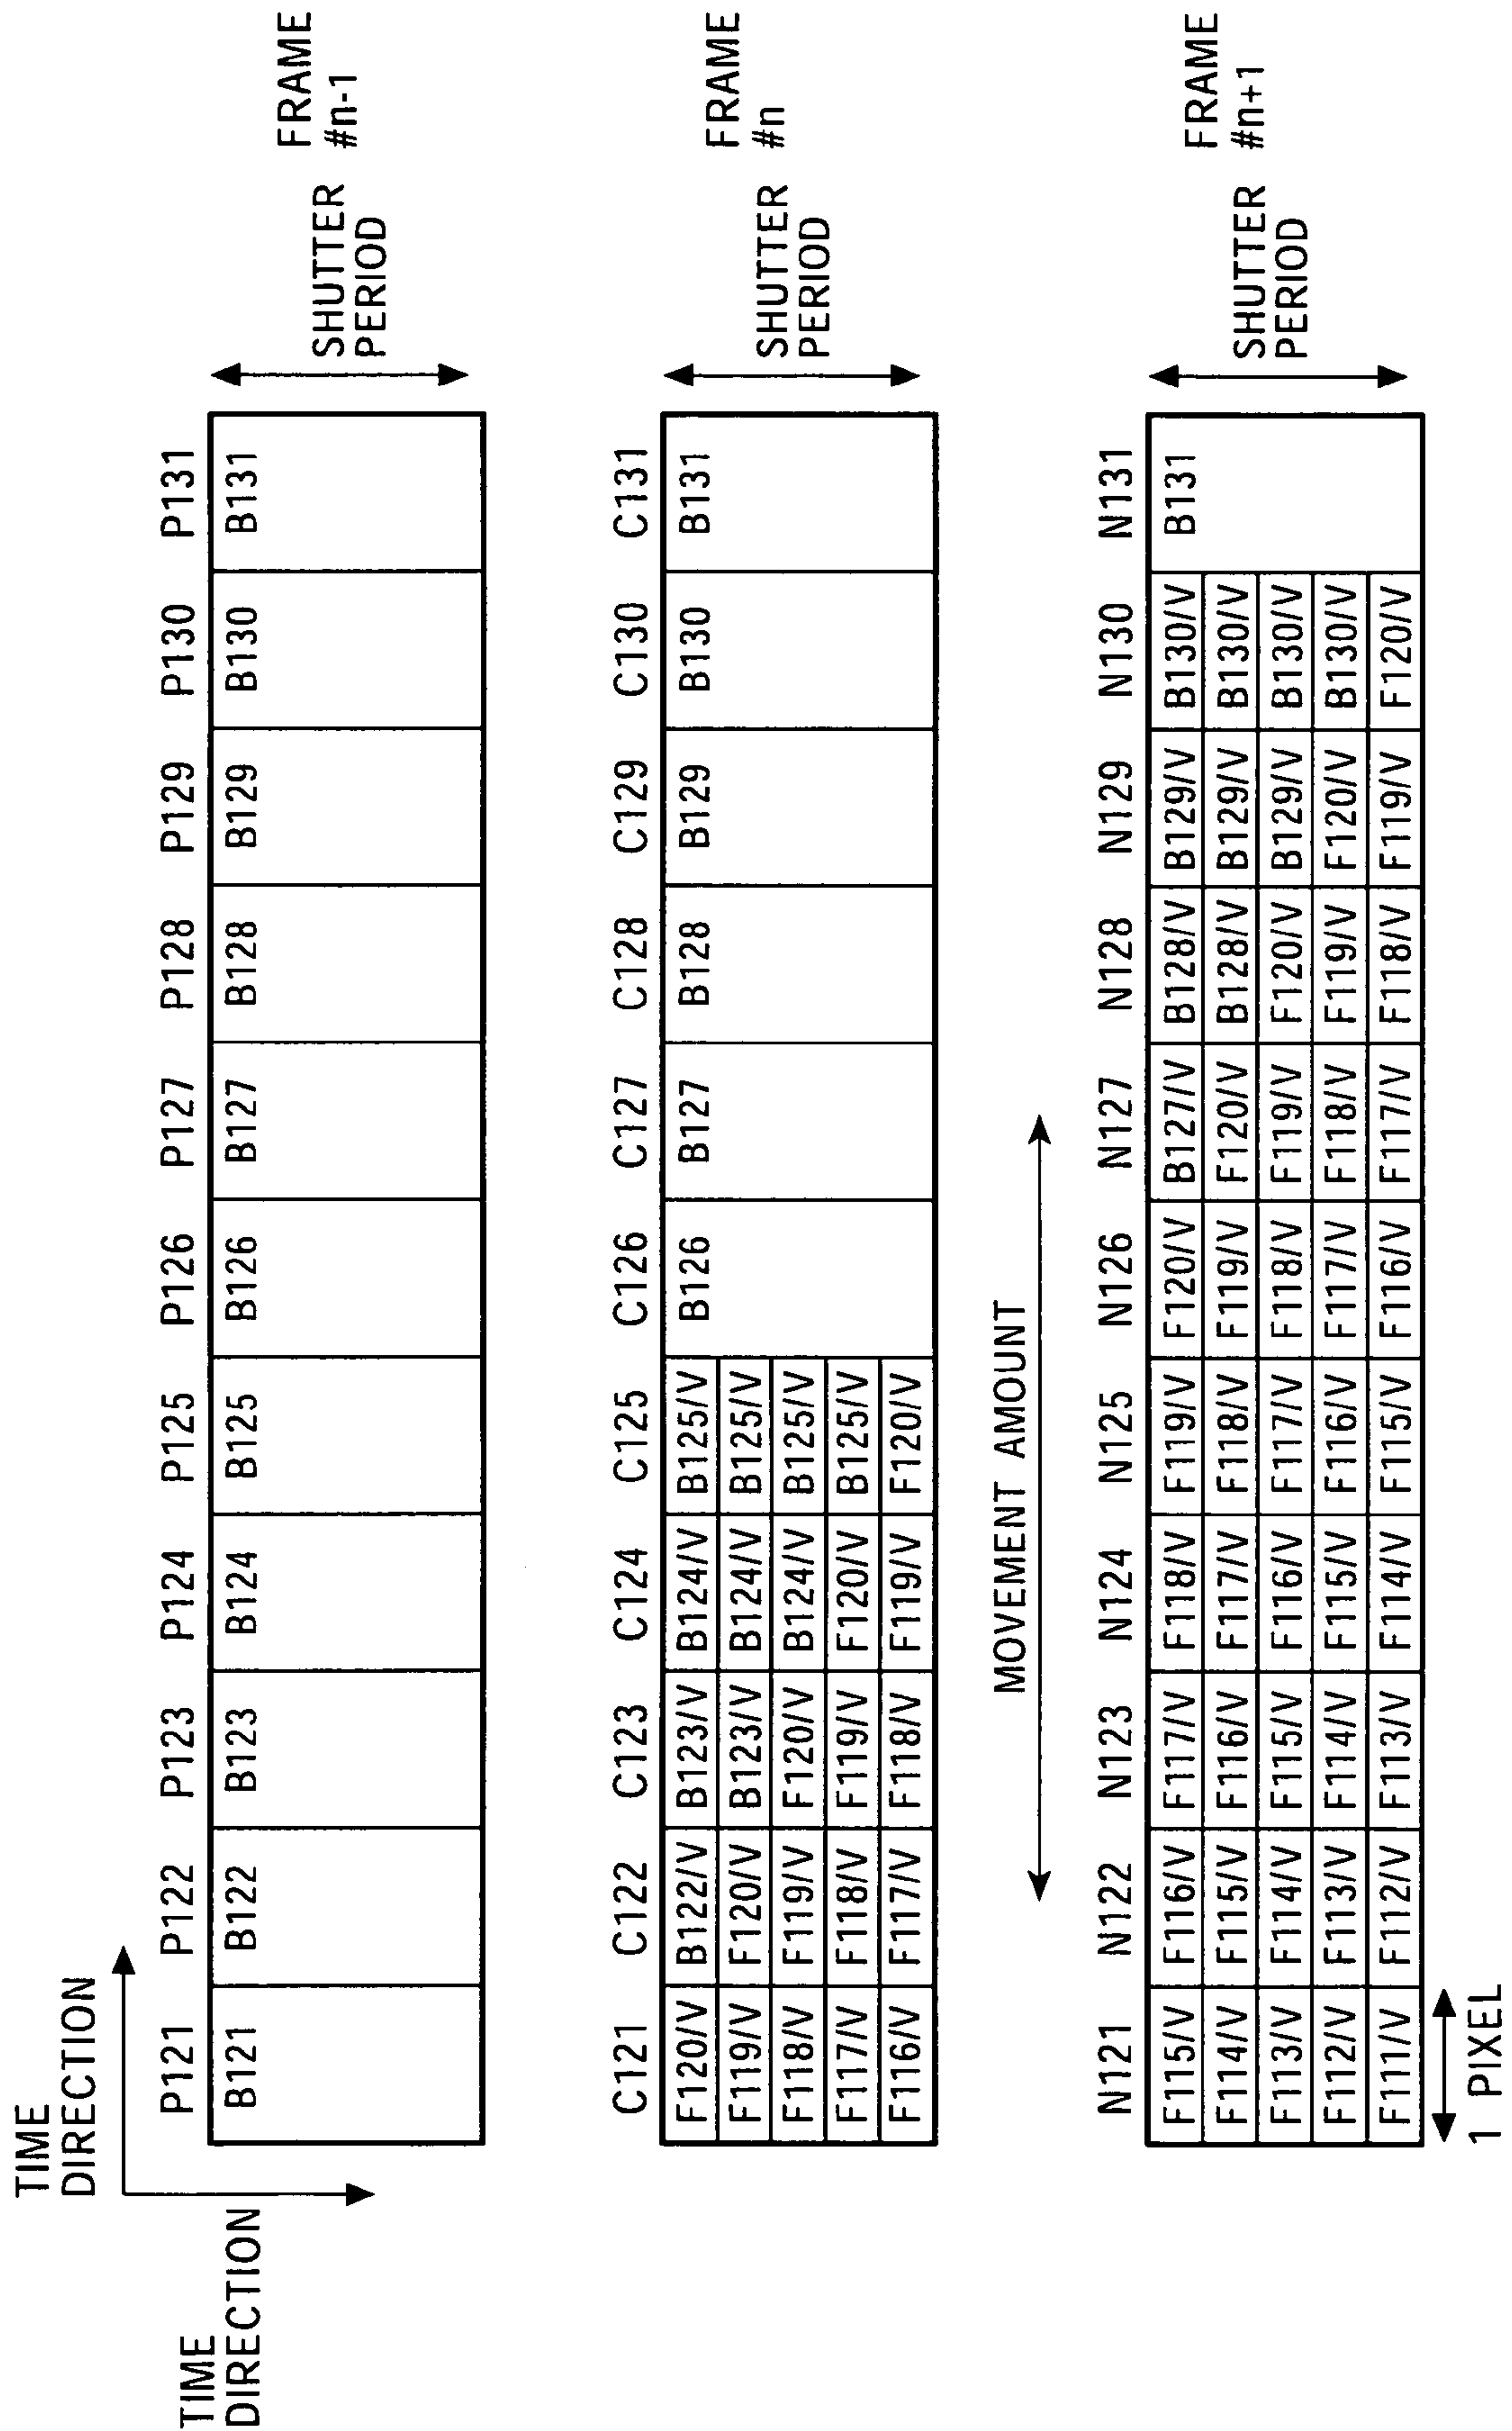 TIME
DIRECTION
TIME
DIRECTION
P121 P122 P123 P124 P125 P126 P127 P128 P129 P130 P131
B121 B122 B123 B124 B125 B126 B127 B128 B129 B130 B131
SHUTTER
PERIOD
FRAME
#n-1
C121 C122 C123 C124 C125 C126 C127 C128 C129 C130 C131
F120/V B122/V B123/V B124/V B125/V B126 B127 B128 B129 B130 B131
F119/V F120/V B123/V B124/V B125/V
F118/V F119/V F120/V B124/V B125/V
F117/V F118/V F119/V F120/V B125/V
F116/V F117/V F118/V F119/V F120/V
SHUTTER
PERIOD
FRAME
#n
MOVEMENT AMOUNT
N121 N122 N123 N124 N125 N126 N127 N128 N129 N130 N131
F115/V F116/V F117/V F118/V F119/V F120/V B127/V B128/V B129/V B130/V B131
F114/V F115/V F116/V F117/V F118/V F119/V F120/V B128/V B129/V B130/V
F113/V F114/V F115/V F116/V F117/V F118/V F119/V F120/V B129/V B130/V
F112/V F113/V F114/V F115/V F116/V F117/V F118/V F119/V F120/V B130/V
F111/V F112/V F113/V F114/V F115/V F116/V F117/V F118/V F119/V F120/V
SHUTTER
PERIOD
FRAME
#n+1
1 PIXEL